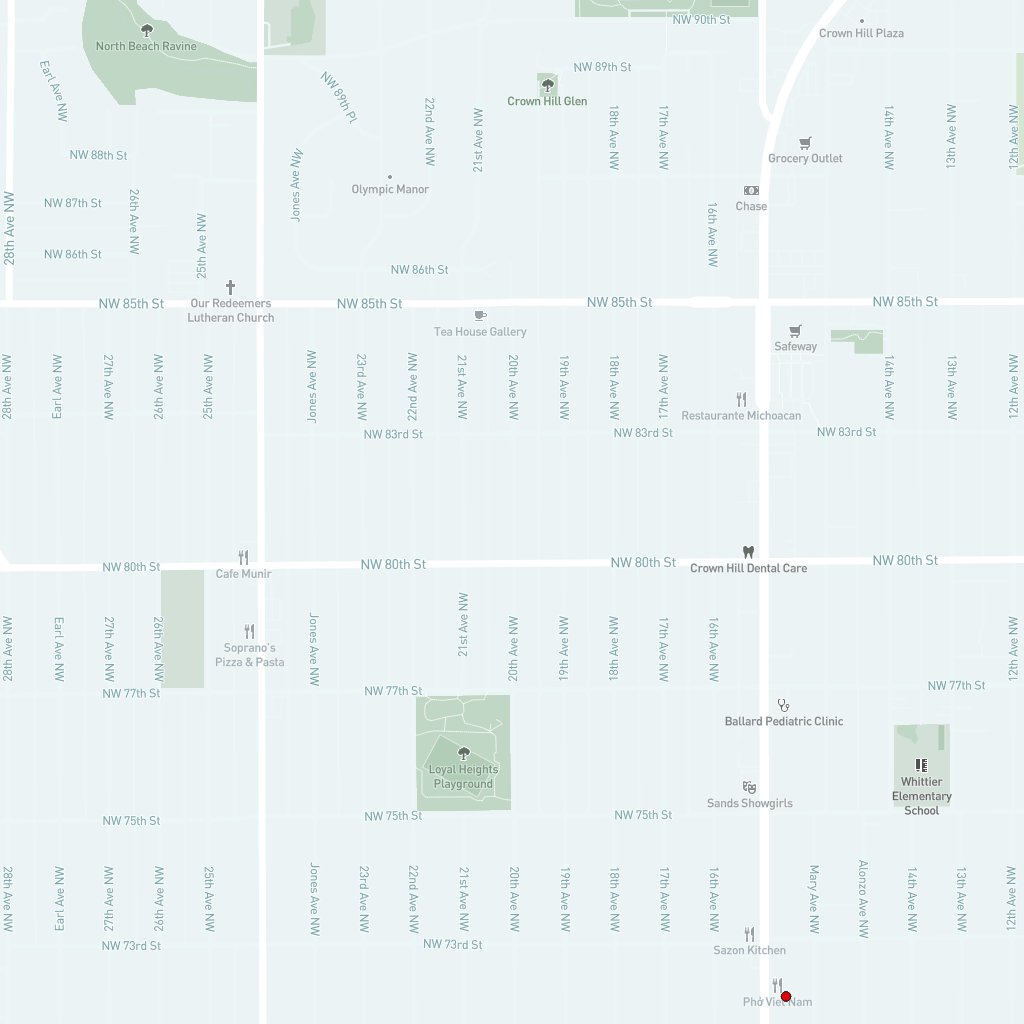 NW 90th St
Crown Hill Plaza
North Beach Ravine
Earl Ave NW
NW 89th Pl
NW 89th St
Crown Hill Glen
22nd Ave NW
21st Ave NW
18th Ave NW
17th Ave NW
14th Ave NW
13th Ave NW
12th Ave NW
Grocery Outlet
NW 88th St
Jones Ave NW
Olympic Manor
Chase
28th Ave NW
NW 87th St
26th Ave NW
25th Ave NW
16th Ave NW
NW 86th St
NW 86th St
Our Redeemers
Lutheran Church
NW 85th St
NW 85th St
NW 85th St
NW 85th St
Tea House Gallery
Safeway
28th Ave NW
Earl Ave NW
27th Ave NW
26th Ave NW
25th Ave NW
Jones Ave NW
23rd Ave NW
22nd Ave NW
21st Ave NW
20th Ave NW
19th Ave NW
18th Ave NW
17th Ave NW
14th Ave NW
13th Ave NW
12th Ave NW
Restaurante Michoacan
NW 83rd St
NW 83rd St
NW 83rd St
NW 80th St
Cafe Munir
NW 80th St
NW 80th St
Crown Hill Dental Care
NW 80th St
28th Ave NW
Earl Ave NW
27th Ave NW
26th Ave NW
Soprano's
Pizza & Pasta
Jones Ave NW
21st Ave NW
20th Ave NW
19th Ave NW
18th Ave NW
17th Ave NW
16th Ave NW
12th Ave NW
NW 77th St
NW 77th St
NW 77th St
Ballard Pediatric Clinic
Loyal Heights
Playground
Whittier
Elementary
School
Sands Showgirls
NW 75th St
NW 75th St
NW 75th St
28th Ave NW
Earl Ave NW
27th Ave NW
26th Ave NW
25th Ave NW
Jones Ave NW
23rd Ave NW
22nd Ave NW
21st Ave NW
20th Ave NW
19th Ave NW
18th Ave NW
17th Ave NW
16th Ave NW
Mary Ave NW
Alonzo Ave NW
14th Ave NW
13th Ave NW
12th Ave NW
NW 73rd St
NW 73rd St
Sazon Kitchen
Phở Viet Nam